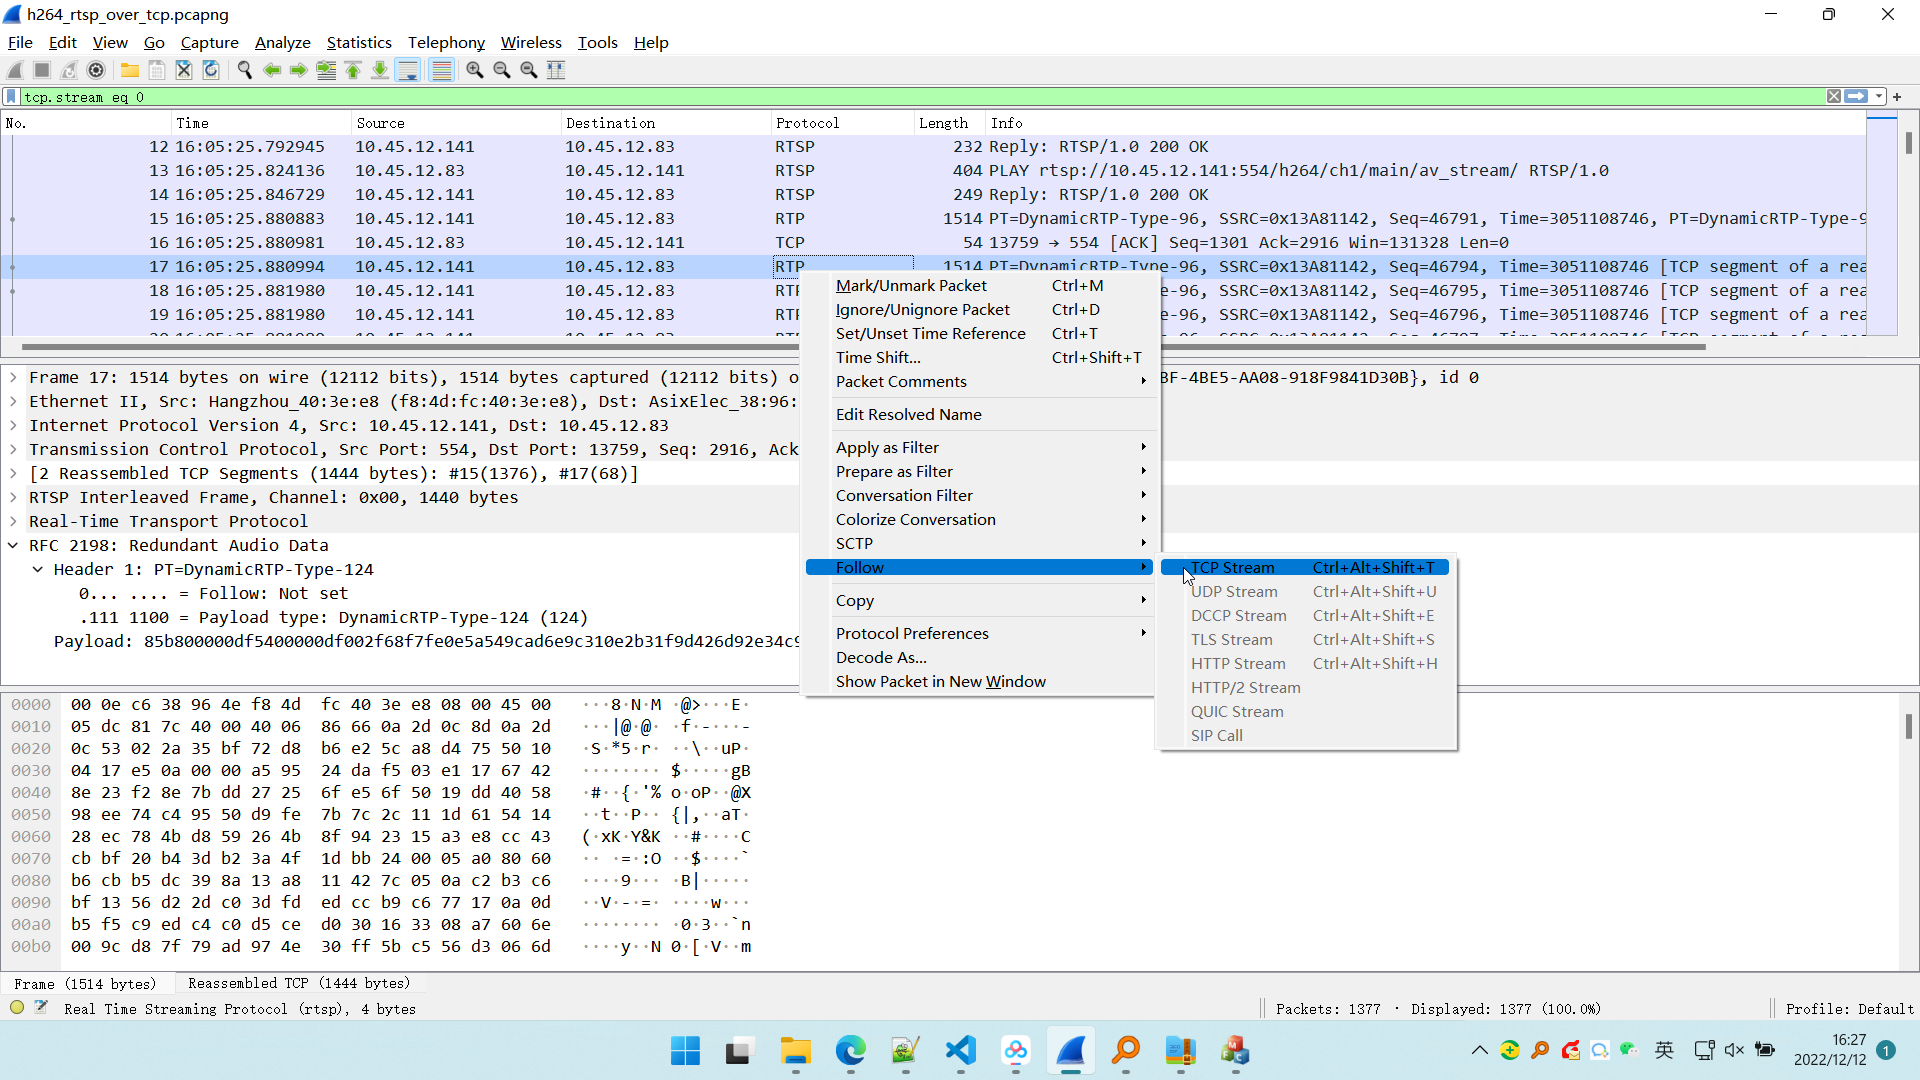 h264_rtsp_over_tcp.pcapng
File Edit View Go Capture Analyze Statistics Telephony Wireless Tools Help
tcp.stream eq 0
No. Time Source Destination Protocol Length Info
12 16:05:25.792945 10.45.12.141 10.45.12.83 RTSP 232 Reply: RTSP/1.0 200 OK
13 16:05:25.824136 10.45.12.83 10.45.12.141 RTSP 404 PLAY rtsp://10.45.12.141:554/h264/ch1/main/av_stream/ RTSP/1.0
14 16:05:25.846729 10.45.12.141 10.45.12.83 RTSP 249 Reply: RTSP/1.0 200 OK
15 16:05:25.880883 10.45.12.141 10.45.12.83 RTP 1514 PT=DynamicRTP-Type-96, SSRC=0x13A81142, Seq=46791, Time=3051108746, PT=DynamicRTP-Type-9
16 16:05:25.880981 10.45.12.83 10.45.12.141 TCP 54 13759 → 554 [ACK] Seq=1301 Ack=2916 Win=131328 Len=0
17 16:05:25.880994 10.45.12.141 10.45.12.83 RTP 1514 PT=DynamicRTP-Type-96, SSRC=0x13A81142, Seq=46794, Time=3051108746 [TCP segment of a rea
18 16:05:25.881980 10.45.12.141 10.45.12.83 RTP e-96, SSRC=0x13A81142, Seq=46795, Time=3051108746 [TCP segment of a rea
19 16:05:25.881980 10.45.12.141 10.45.12.83 RTP e-96, SSRC=0x13A81142, Seq=46796, Time=3051108746 [TCP segment of a rea
Mark/Unmark Packet Ctrl+M
Ignore/Unignore Packet Ctrl+D
Set/Unset Time Reference Ctrl+T
Time Shift... Ctrl+Shift+T
Packet Comments
Edit Resolved Name
Apply as Filter
Prepare as Filter
Conversation Filter
Colorize Conversation
SCTP
Follow
Copy
Protocol Preferences
Decode As...
Show Packet in New Window
TCP Stream Ctrl+Alt+Shift+T
UDP Stream Ctrl+Alt+Shift+U
DCCP Stream Ctrl+Alt+Shift+E
TLS Stream Ctrl+Alt+Shift+S
HTTP Stream Ctrl+Alt+Shift+H
HTTP/2 Stream
QUIC Stream
SIP Call
Frame 17: 1514 bytes on wire (12112 bits), 1514 bytes captured (12112 bits) o BF-4BE5-AA08-918F9841D30B}, id 0
Ethernet II, Src: Hangzhou_40:3e:e8 (f8:4d:fc:40:3e:e8), Dst: AsixElec_38:96:
Internet Protocol Version 4, Src: 10.45.12.141, Dst: 10.45.12.83
Transmission Control Protocol, Src Port: 554, Dst Port: 13759, Seq: 2916, Ack
[2 Reassembled TCP Segments (1444 bytes): #15(1376), #17(68)]
RTSP Interleaved Frame, Channel: 0x00, 1440 bytes
Real-Time Transport Protocol
RFC 2198: Redundant Audio Data
Header 1: PT=DynamicRTP-Type-124
0... .... = Follow: Not set
.111 1100 = Payload type: DynamicRTP-Type-124 (124)
Payload: 85b800000df5400000df002f68f7fe0e5a549cad6e9c310e2b31f9d426d92e34c9
0000 00 0e c6 38 96 4e f8 4d fc 40 3e e8 08 00 45 00 ···8·N·M ·@>···E·
0010 05 dc 81 7c 40 00 40 06 86 66 0a 2d 0c 8d 0a 2d ···|@·@· ·f·-···-
0020 0c 53 02 2a 35 bf 72 d8 b6 e2 5c a8 d4 75 50 10 ·S·*5·r· ··\··uP·
0030 04 17 e5 0a 00 00 a5 95 24 da f5 03 e1 17 67 42 ········ $·····gB
0040 8e 23 f2 8e 7b dd 27 25 6f e5 6f 50 19 dd 40 58 ·#··{·'% o·oP··@X
0050 98 ee 74 c4 95 50 d9 fe 7b 7c 2c 11 1d 61 54 14 ··t··P·· {|,··aT·
0060 28 ec 78 4b d8 59 26 4b 8f 94 23 15 a3 e8 cc 43 (·xK·Y&K ··#····C
0070 cb bf 20 b4 3d b2 3a 4f 1d bb 24 00 05 a0 80 60 ·· ·=·:O ··$····`
0080 b6 cb b5 dc 39 8a 13 a8 11 42 7c 05 0a c2 b3 c6 ····9··· ·B|·····
0090 bf 13 56 d2 2d c0 3d fd ed cc b9 c6 77 17 0a 0d ··V·-·=· ····w···
00a0 b5 f5 c9 ed c4 c0 d5 ce d0 30 16 33 08 a7 60 6e ········ ·0·3··`n
00b0 00 9c d8 7f 79 ad 97 4e 30 ff 5b c5 56 d3 06 6d ····y··N 0·[·V··m
Frame (1514 bytes) Reassembled TCP (1444 bytes)
Real Time Streaming Protocol (rtsp), 4 bytes Packets: 1377 · Displayed: 1377 (100.0%) Profile: Default
英 16:27
2022/12/12 1